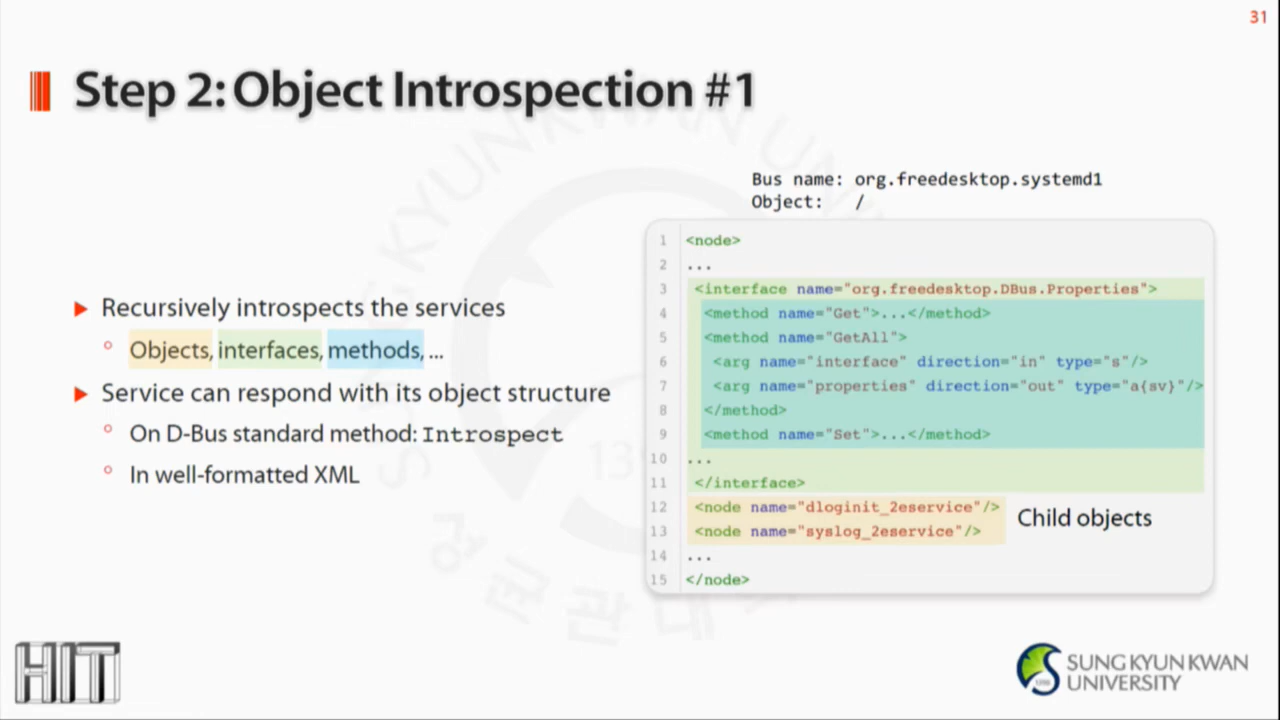 31
Step 2: Object Introspection #1
Recursively introspects the services
Objects, interfaces, methods, ...
Service can respond with its object structure
On D-Bus standard method: Introspect
In well-formatted XML
Bus name: org.freedesktop.systemd1
Object: /
1 <node>
2 ...
3 <interface name="org.freedesktop.DBus.Properties">
4 <method name="Get">...</method>
5 <method name="GetAll">
6 <arg name="interface" direction="in" type="s"/>
7 <arg name="properties" direction="out" type="a{sv}"/>
8 </method>
9 <method name="Set">...</method>
10 ...
11 </interface>
12 <node name="dloginit_2eservice"/>
13 <node name="syslog_2eservice"/>
14 ...
15 </node>
Child objects
HIT
SUNG KYUN KWAN
UNIVERSITY